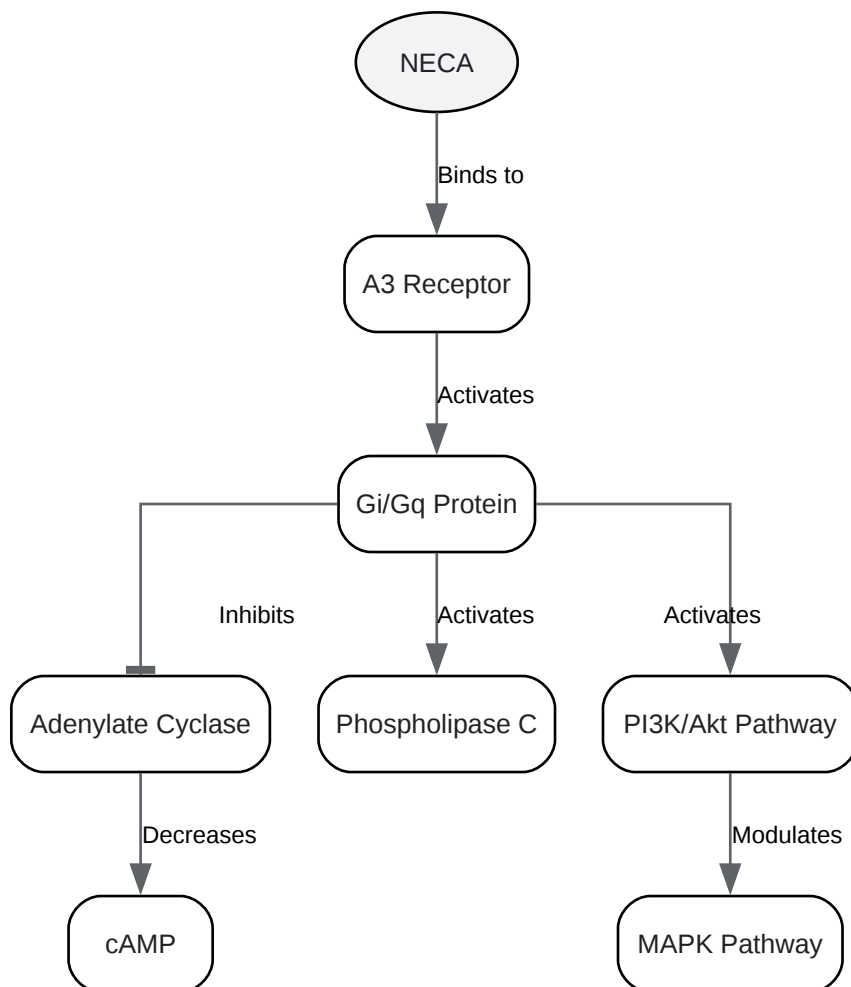 NECA
Binds to
A3 Receptor
Activates
Gi/Gq Protein
Inhibits
Activates
Activates
Adenylate Cyclase
Phospholipase C
PI3K/Akt Pathway
Decreases
Modulates
cAMP
MAPK Pathway